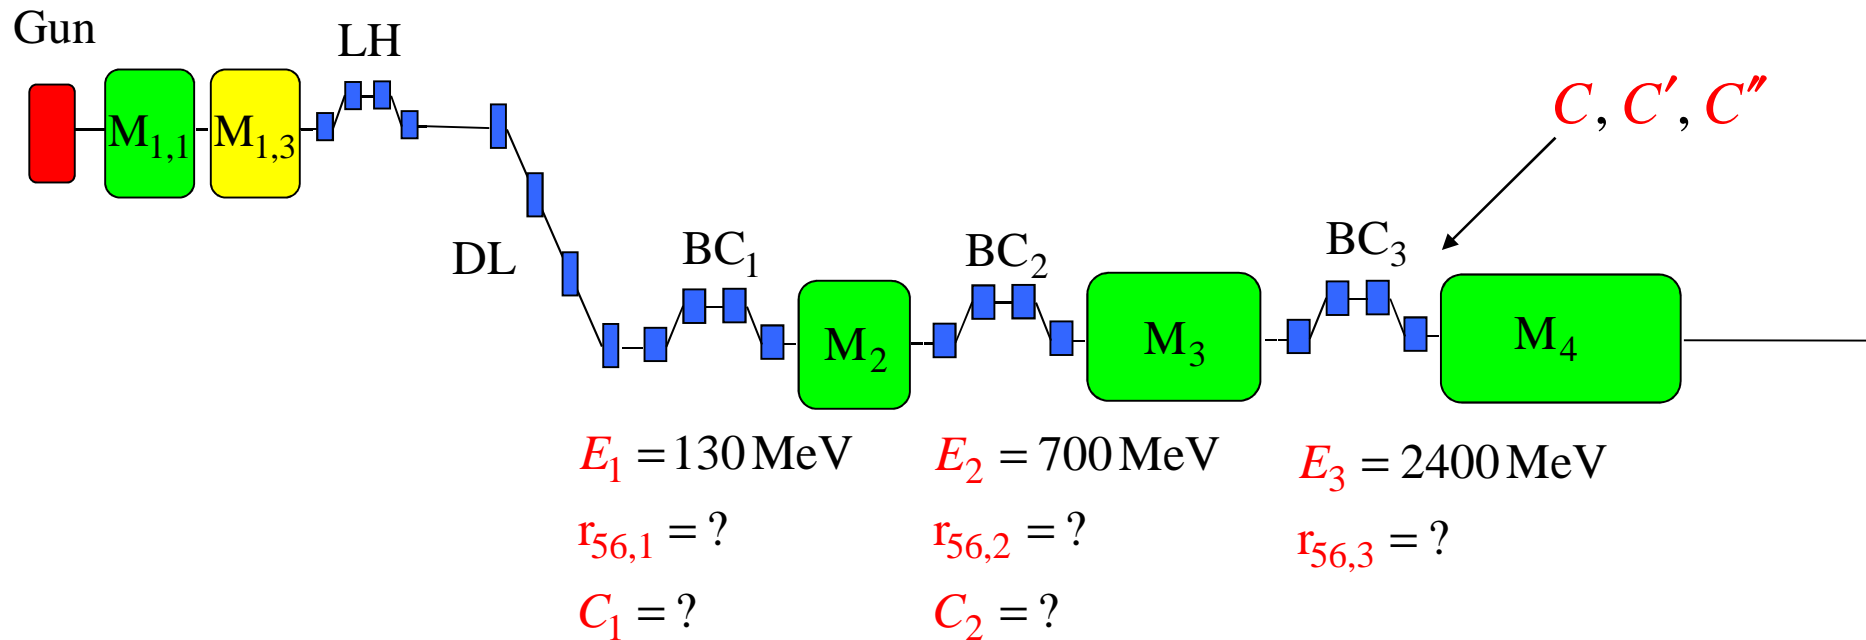 Gun
LH
C, C′, C″
M1,1
M1,3
DL
BC1
BC2
BC3
M2
M3
M4
E1 = 130 MeV
E2 = 700 MeV
E3 = 2400 MeV
r56,1 = ?
r56,2 = ?
r56,3 = ?
C1 = ?
C2 = ?